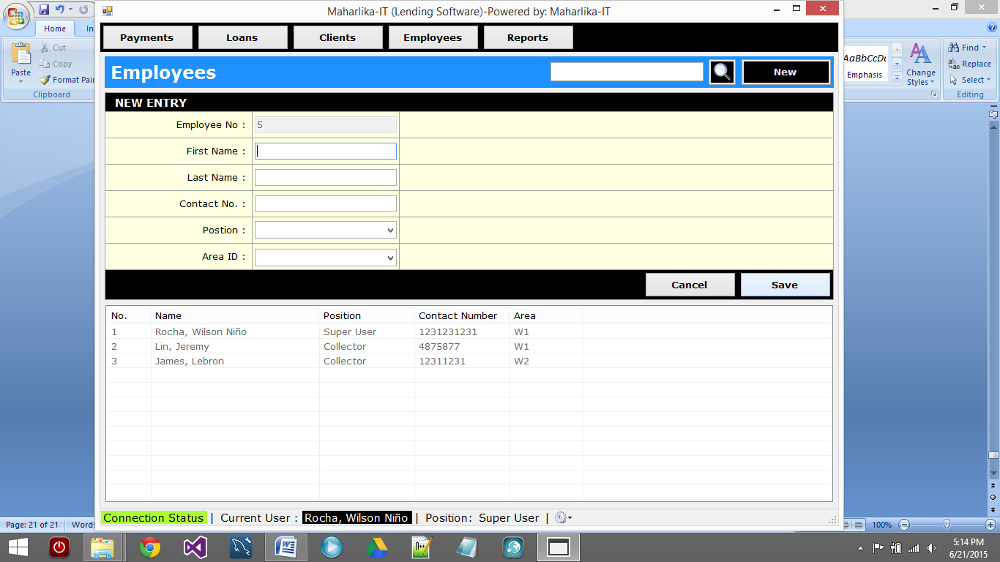 Maharlika-IT (Lending Software)-Powered by: Maharlika-IT
Home
In
Cut
Copy
Format Pain
Paste
Clipboard
Payments Loans Clients Employees Reports
Employees
New
NEW ENTRY
Employee No : 5
First Name :
Last Name :
Contact No. :
Postion :
Area ID :
Cancel Save
No. Name Position Contact Number Area
1 Rocha, Wilson Niño Super User 1231231231 W1
2 Lin, Jeremy Collector 4875877 W1
3 James, Lebron Collector 12311231 W2
Connection Status | Current User : Rocha, Wilson Niño | Position: Super User |
AaBbCcDc
Emphasis
Change
Styles
Find
Replace
Select
Editing
Page: 21 of 21 Words
100%
5:14 PM
6/21/2015